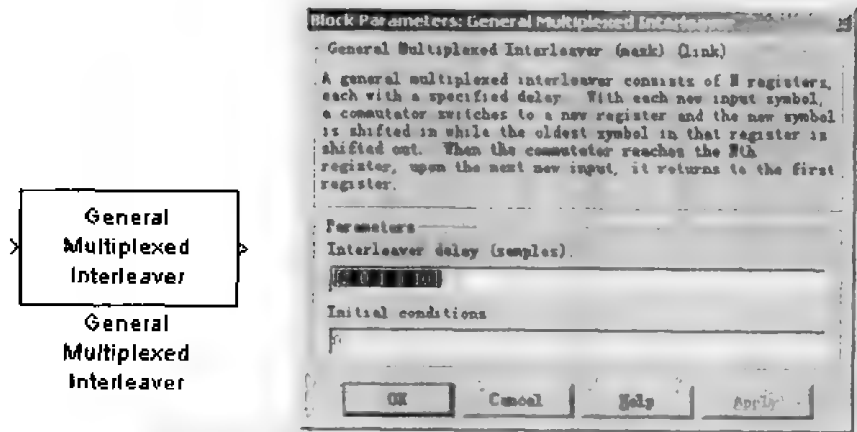 General
Multiplexed
Interleaver
General
Multiplexed
Interleaver
Block Parameters: General Multiplexed Interleaver
General Multiplexed Interleaver (mask) (link)
A general multiplexed interleaver consists of N registers,
each with a specified delay. With each new input symbol,
a commutator switches to a new register and the new symbol
is shifted in while the oldest symbol in that register is
shifted out. When the commutator reaches the Nth
register, upon the next new input, it returns to the first
register.
Parameters
Interleaver delay (samples)
Initial conditions
0
OK
Cancel
Help
Apply